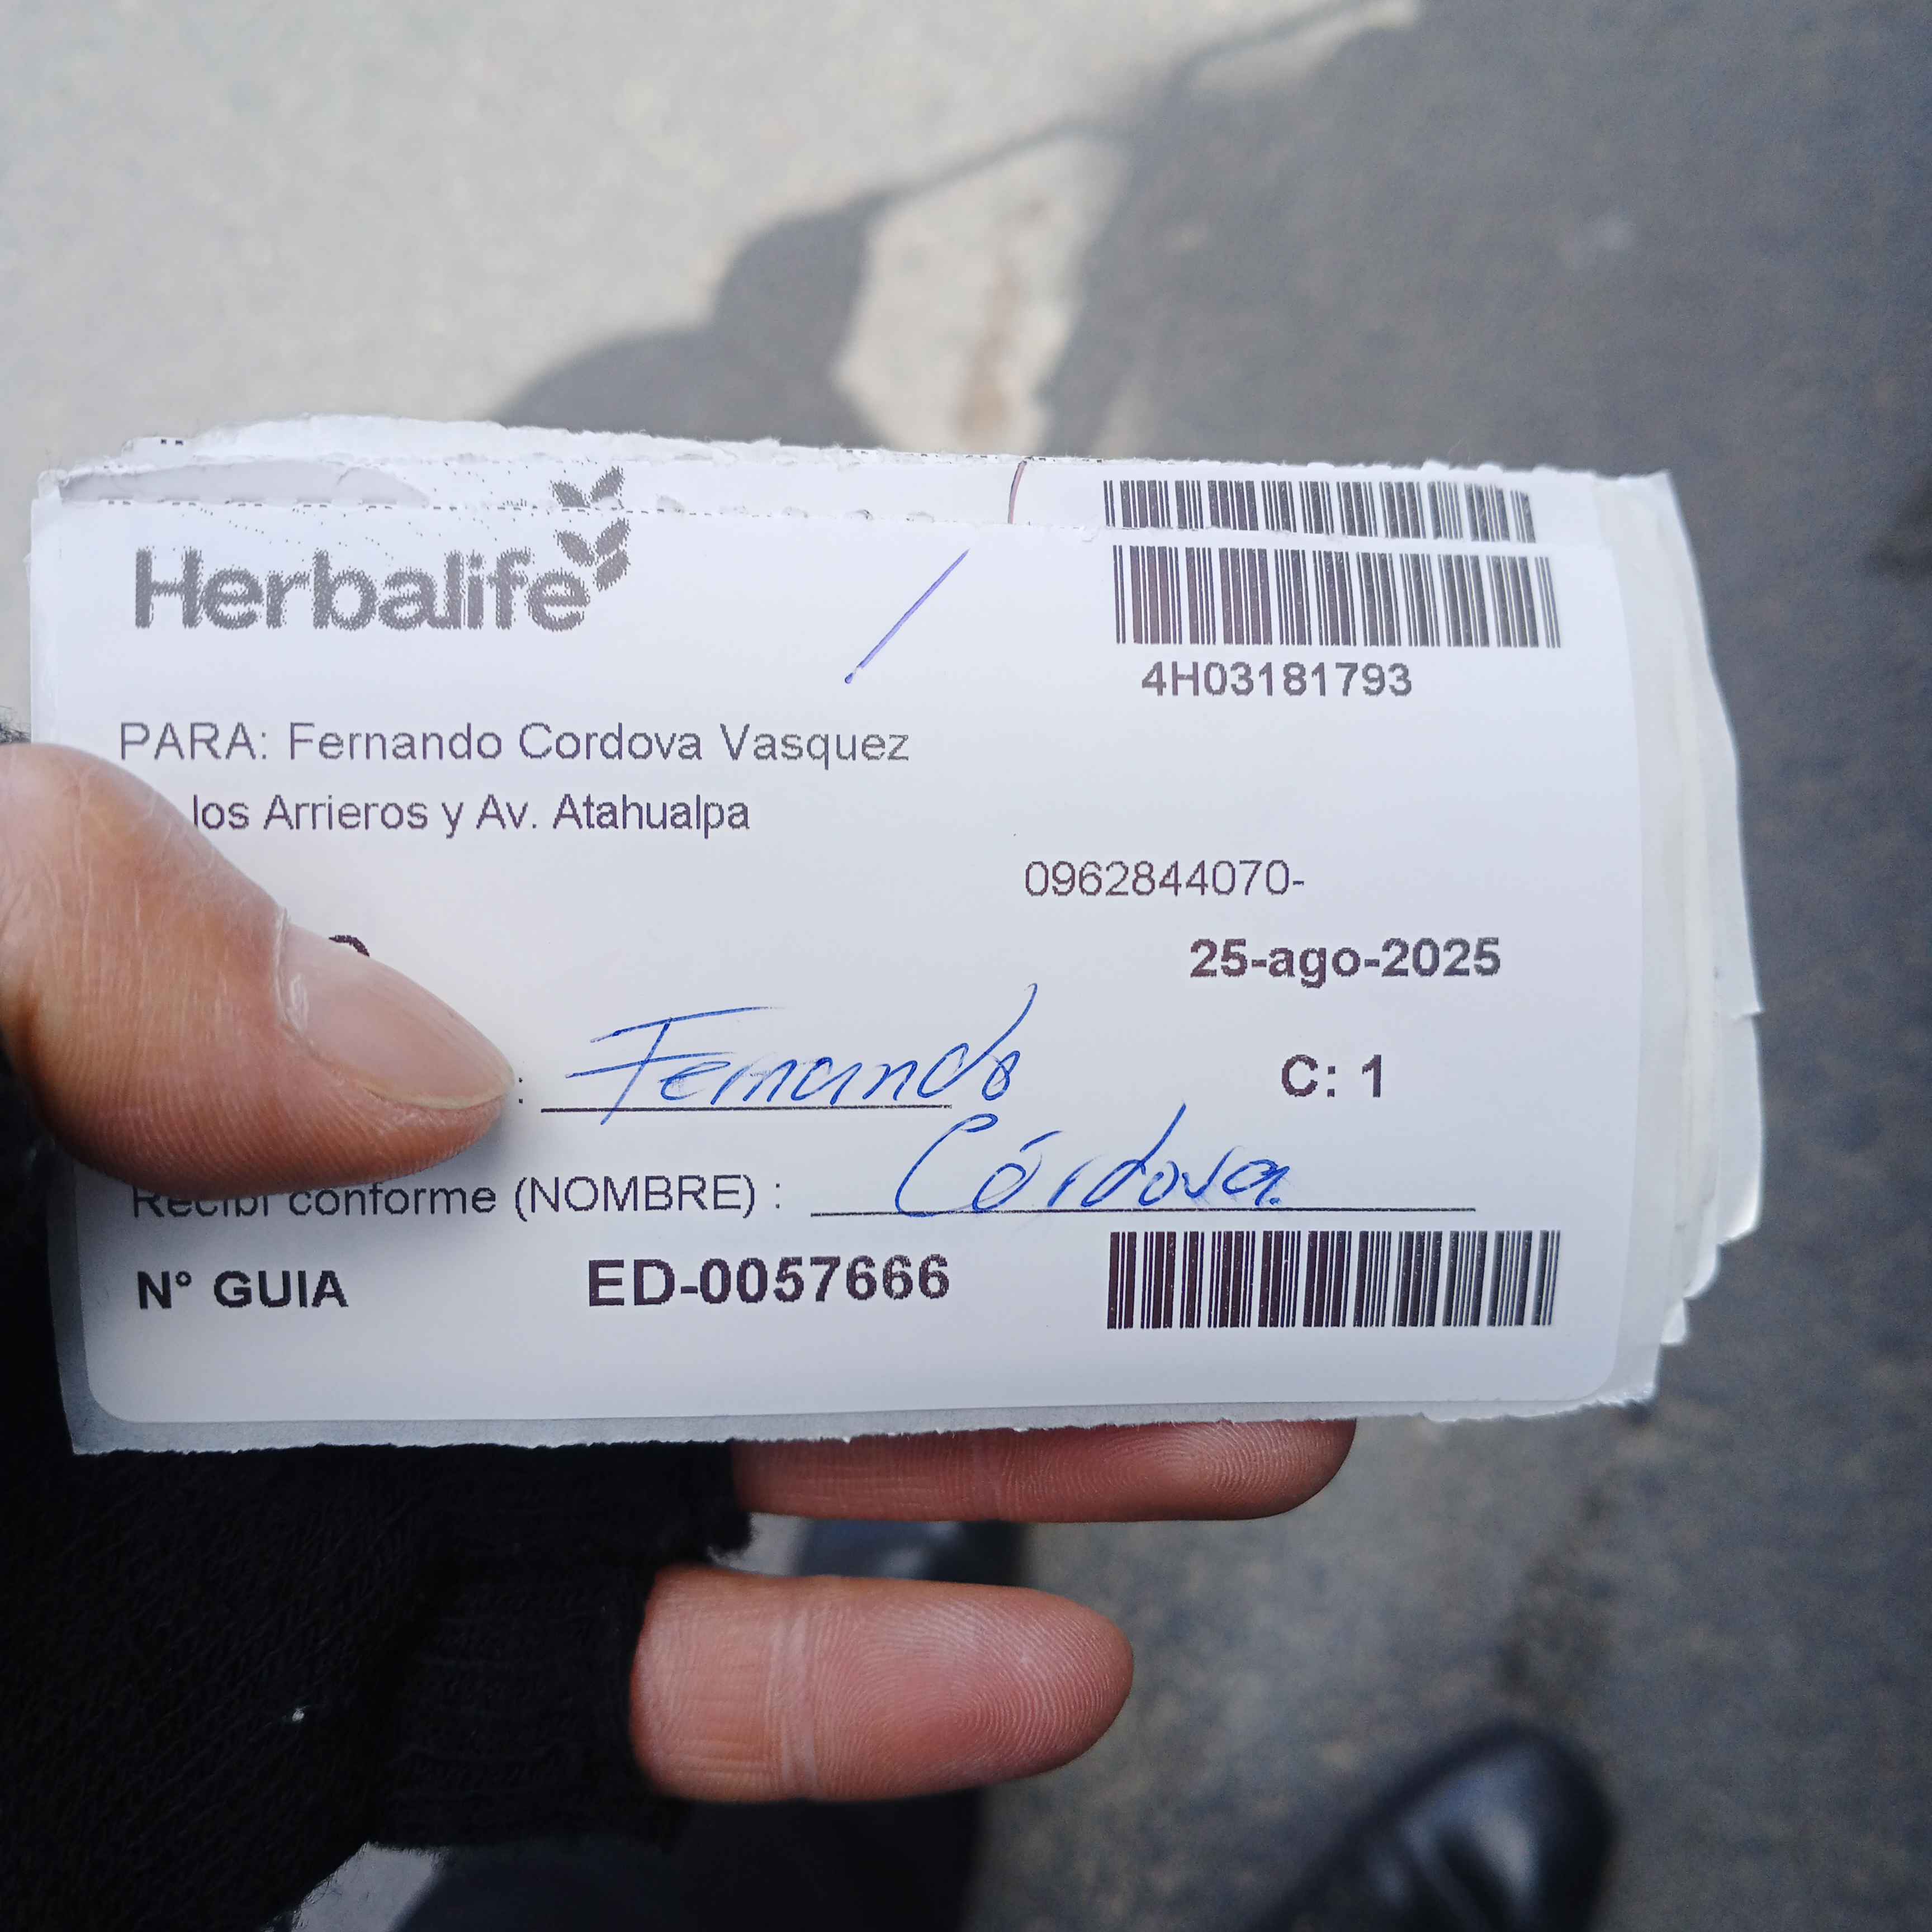 Herbalife
4H03181793
PARA: Fernando Cordova Vasquez
los Arrieros y Av. Atahualpa
0962844070-
25-ago-2025
: Fernando
C: 1
Córdova
Recibi conforme (NOMBRE) :
N° GUIA ED-0057666